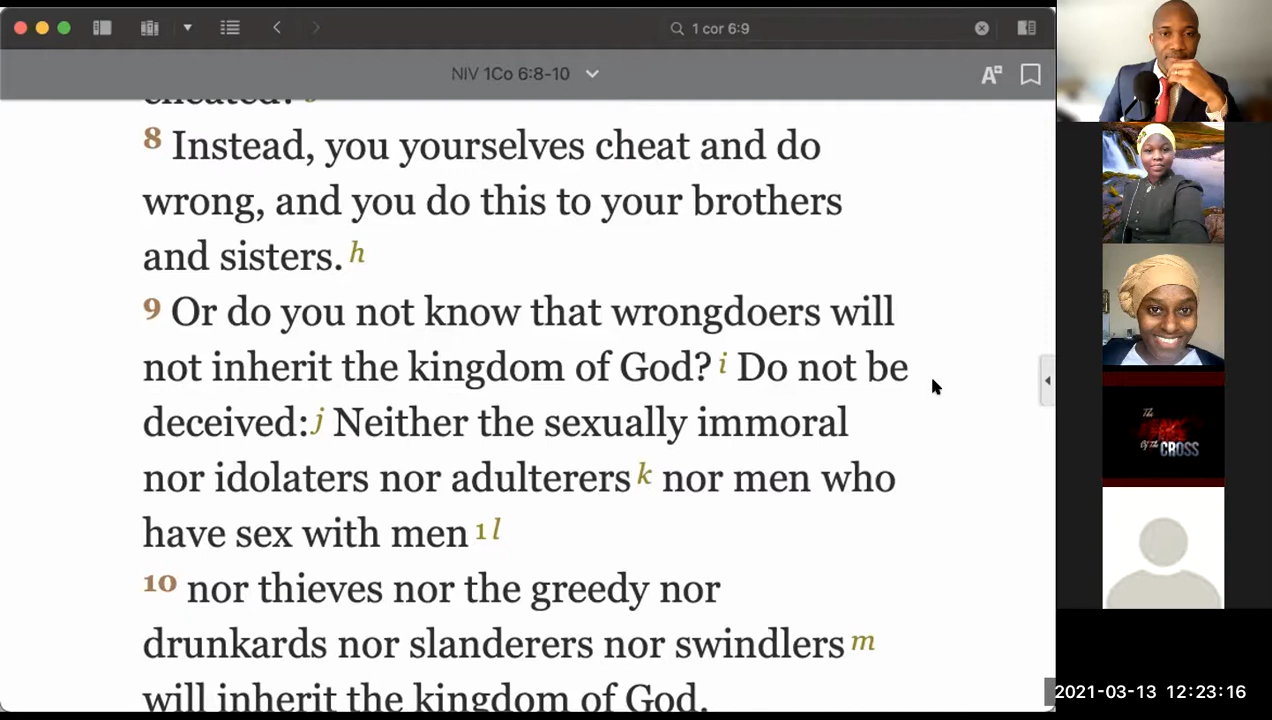 1 cor 6:9
NIV 1Co 6:8-10
8 Instead, you yourselves cheat and do
wrong, and you do this to your brothers
and sisters. h
9 Or do you not know that wrongdoers will
not inherit the kingdom of God? i Do not be
deceived: j Neither the sexually immoral
nor idolaters nor adulterers k nor men who
have sex with men 1 l
10 nor thieves nor the greedy nor
drunkards nor slanderers nor swindlers m
will inherit the kingdom of God.
The
Of The CROSS
2021-03-13 12:23:16